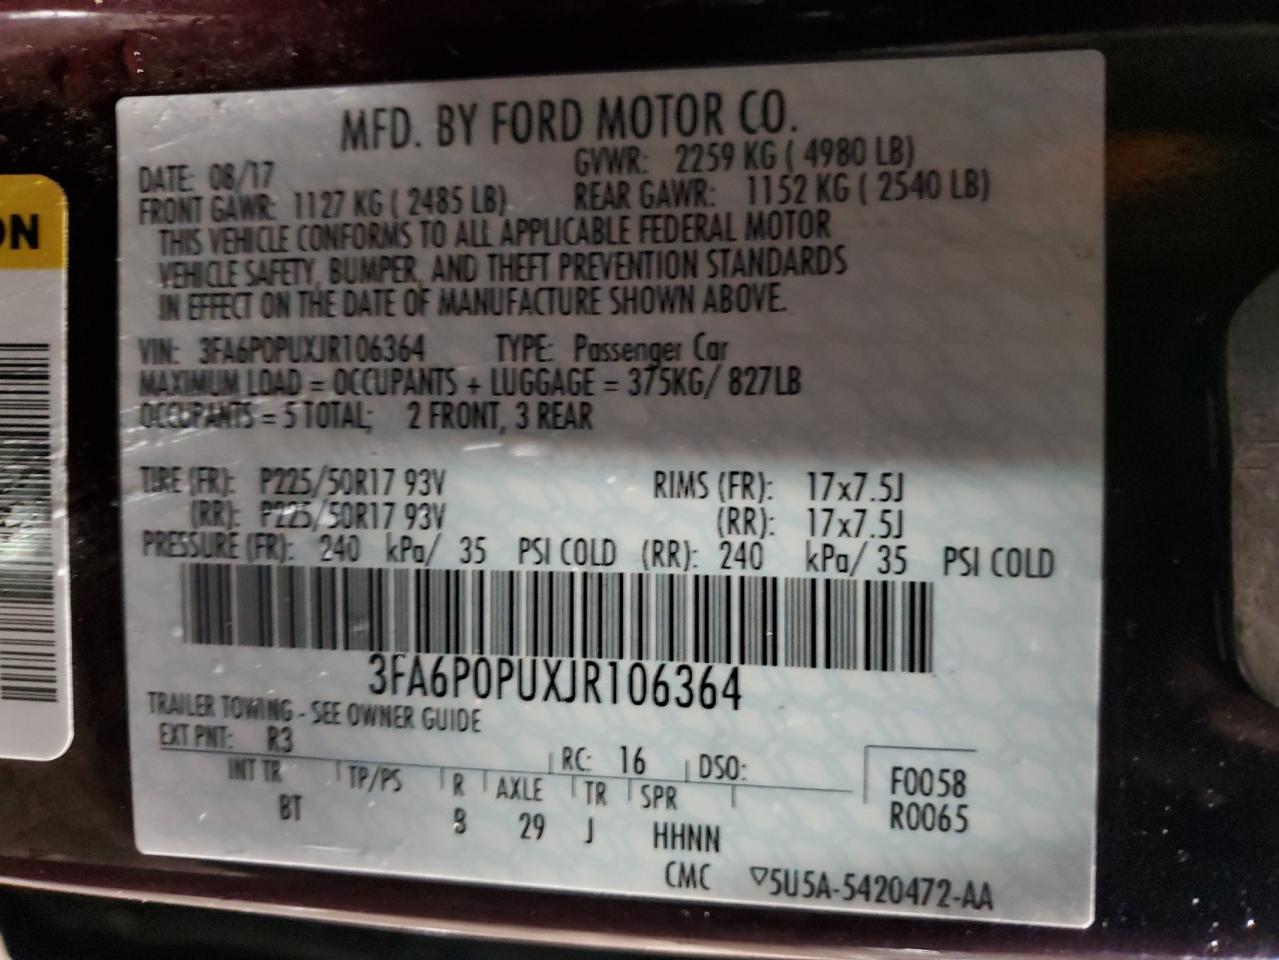 MFD. BY FORD MOTOR CO.
DATE: 08/17 GVWR: 2259 KG ( 4980 LB)
FRONT GAWR: 1127 KG ( 2485 LB) REAR GAWR: 1152 KG ( 2540 LB)
THIS VEHICLE CONFORMS TO ALL APPLICABLE FEDERAL MOTOR
VEHICLE SAFETY, BUMPER, AND THEFT PREVENTION STANDARDS
IN EFFECT ON THE DATE OF MANUFACTURE SHOWN ABOVE.
VIN: 3FA6P0PUXJR106364 TYPE: Passenger Car
MAXIMUM LOAD = OCCUPANTS + LUGGAGE = 375KG/ 827LB
OCCUPANTS = 5 TOTAL; 2 FRONT, 3 REAR
TIRE (FR): P225/50R17 93V RIMS (FR): 17x7.5J
(RR): P225/50R17 93V (RR): 17x7.5J
PRESSURE (FR): 240 kPa/ 35 PSI COLD (RR): 240 kPa/ 35 PSI COLD
3FA6P0PUXJR106364
TRAILER TOWING - SEE OWNER GUIDE
EXT PNT: R3 RC: 16 DSO: F0058
INT TR TP/PS R AXLE TR SPR R0065
BT 8 29 J HHNN
CMC ▽5U5A-5420472-AA
ON